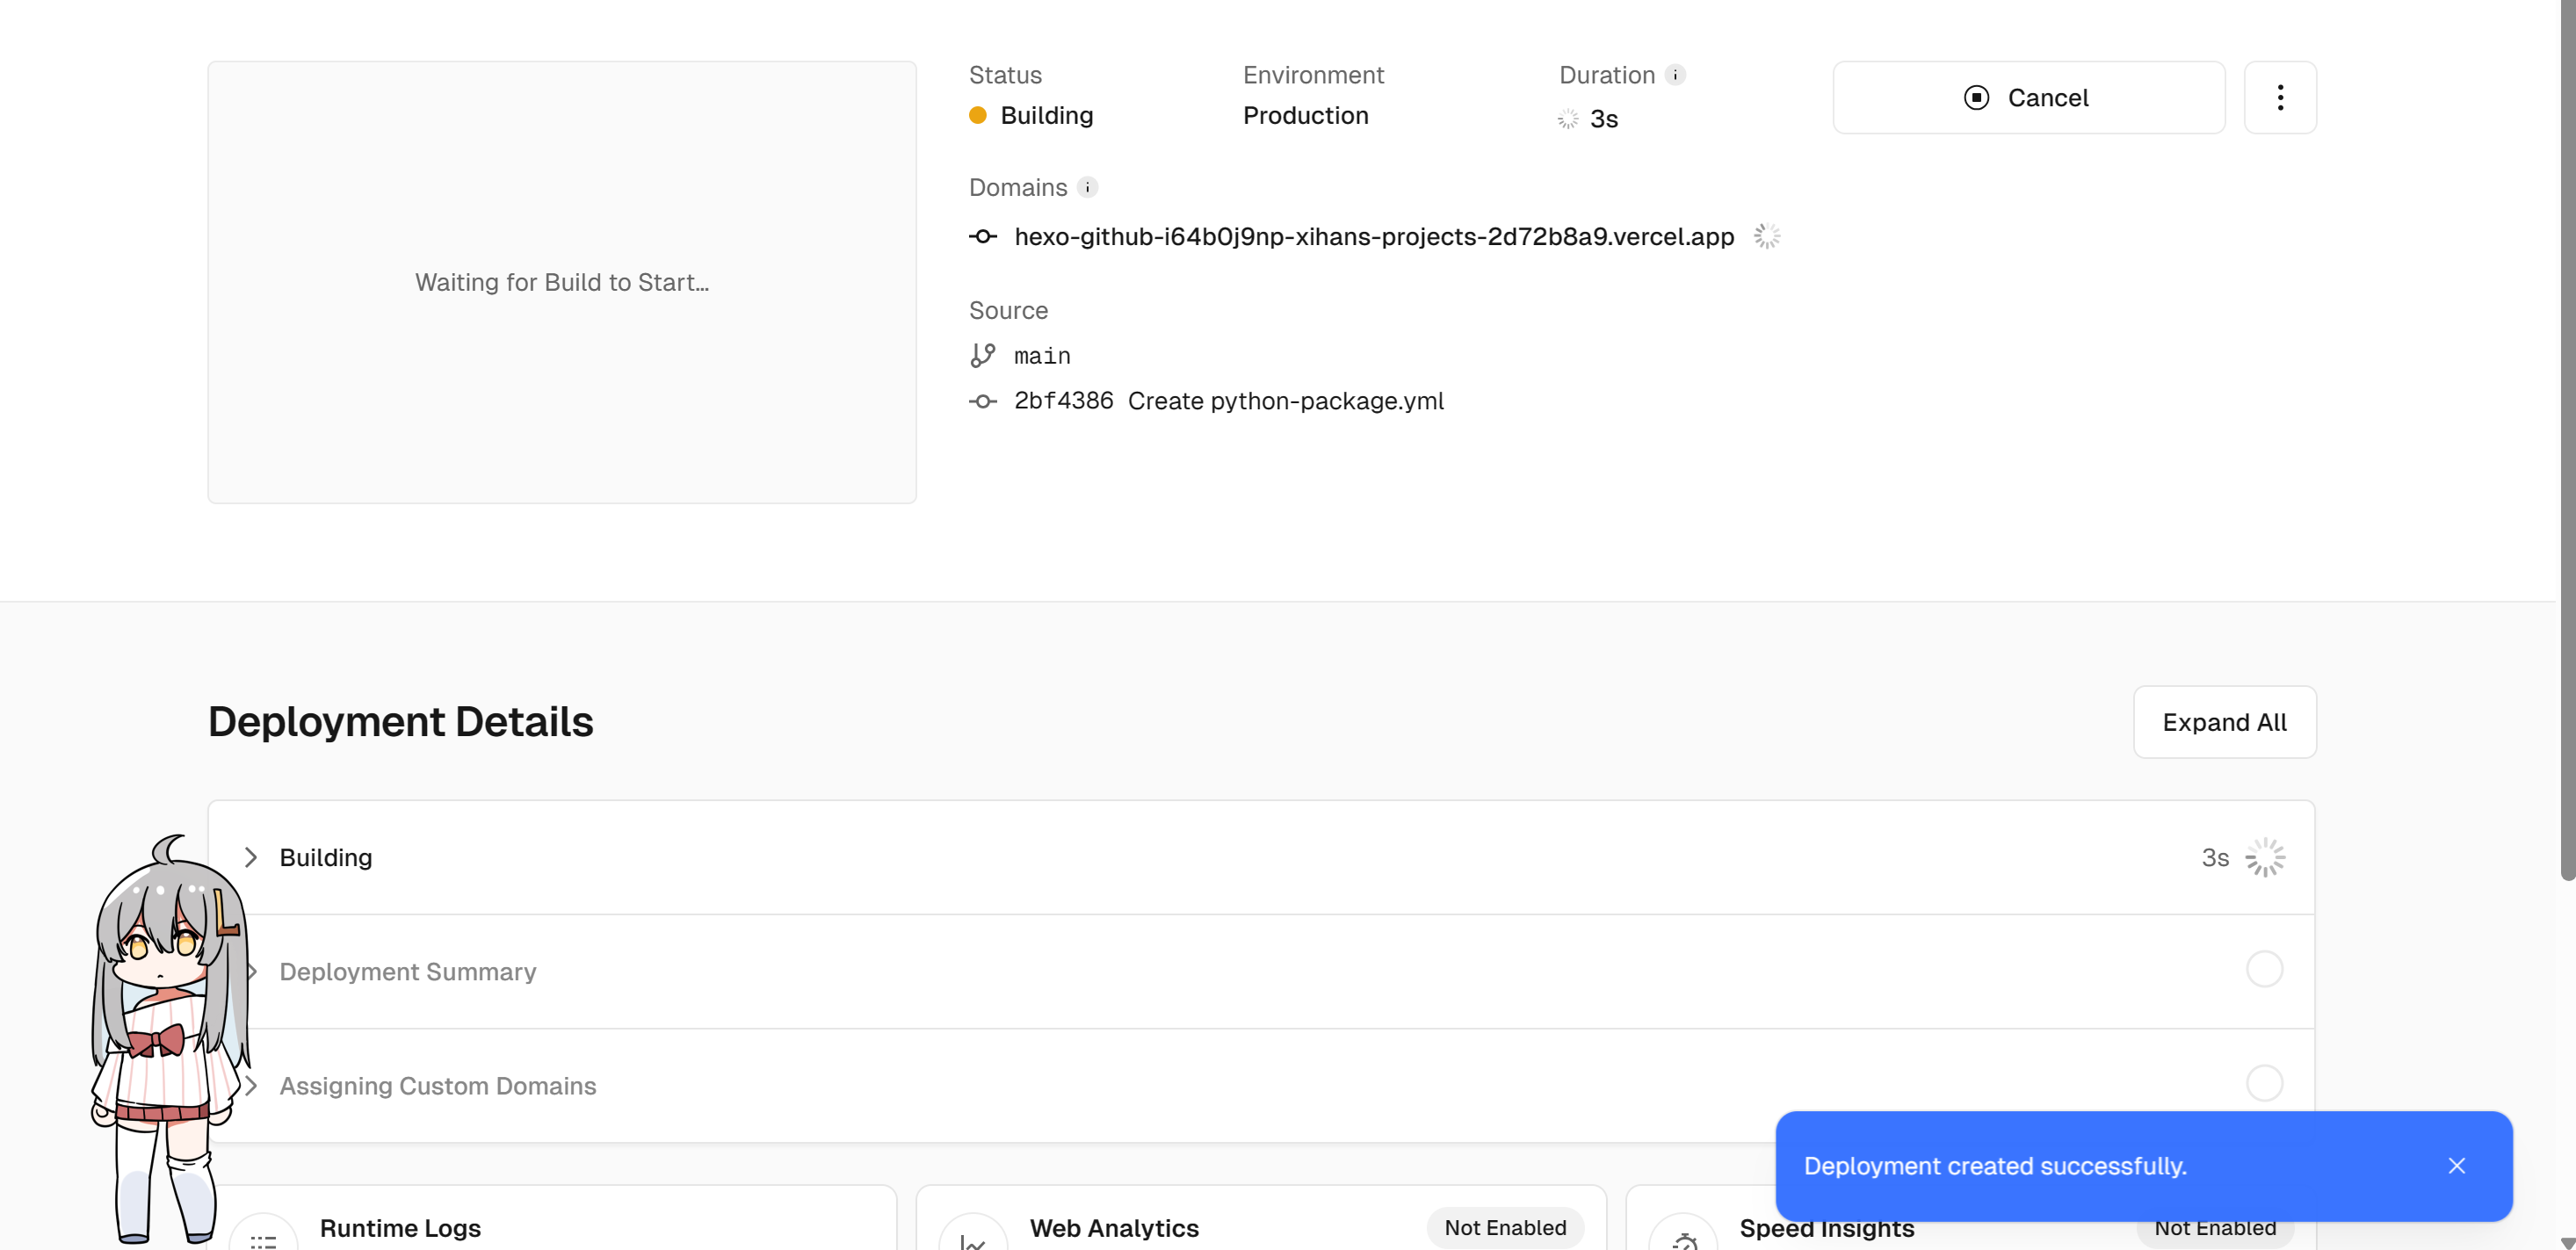 Status
Building
Environment
Production
Duration
3s
Cancel
Domains
hexo-github-i64b0j9np-xihans-projects-2d72b8a9.vercel.app
Waiting for Build to Start...
Source
main
2bf4386 Create python-package.yml
Deployment Details
Expand All
Building
3s
Deployment Summary
Assigning Custom Domains
Deployment created successfully.
Runtime Logs
Web Analytics
Not Enabled
Speed Insights
Not Enabled